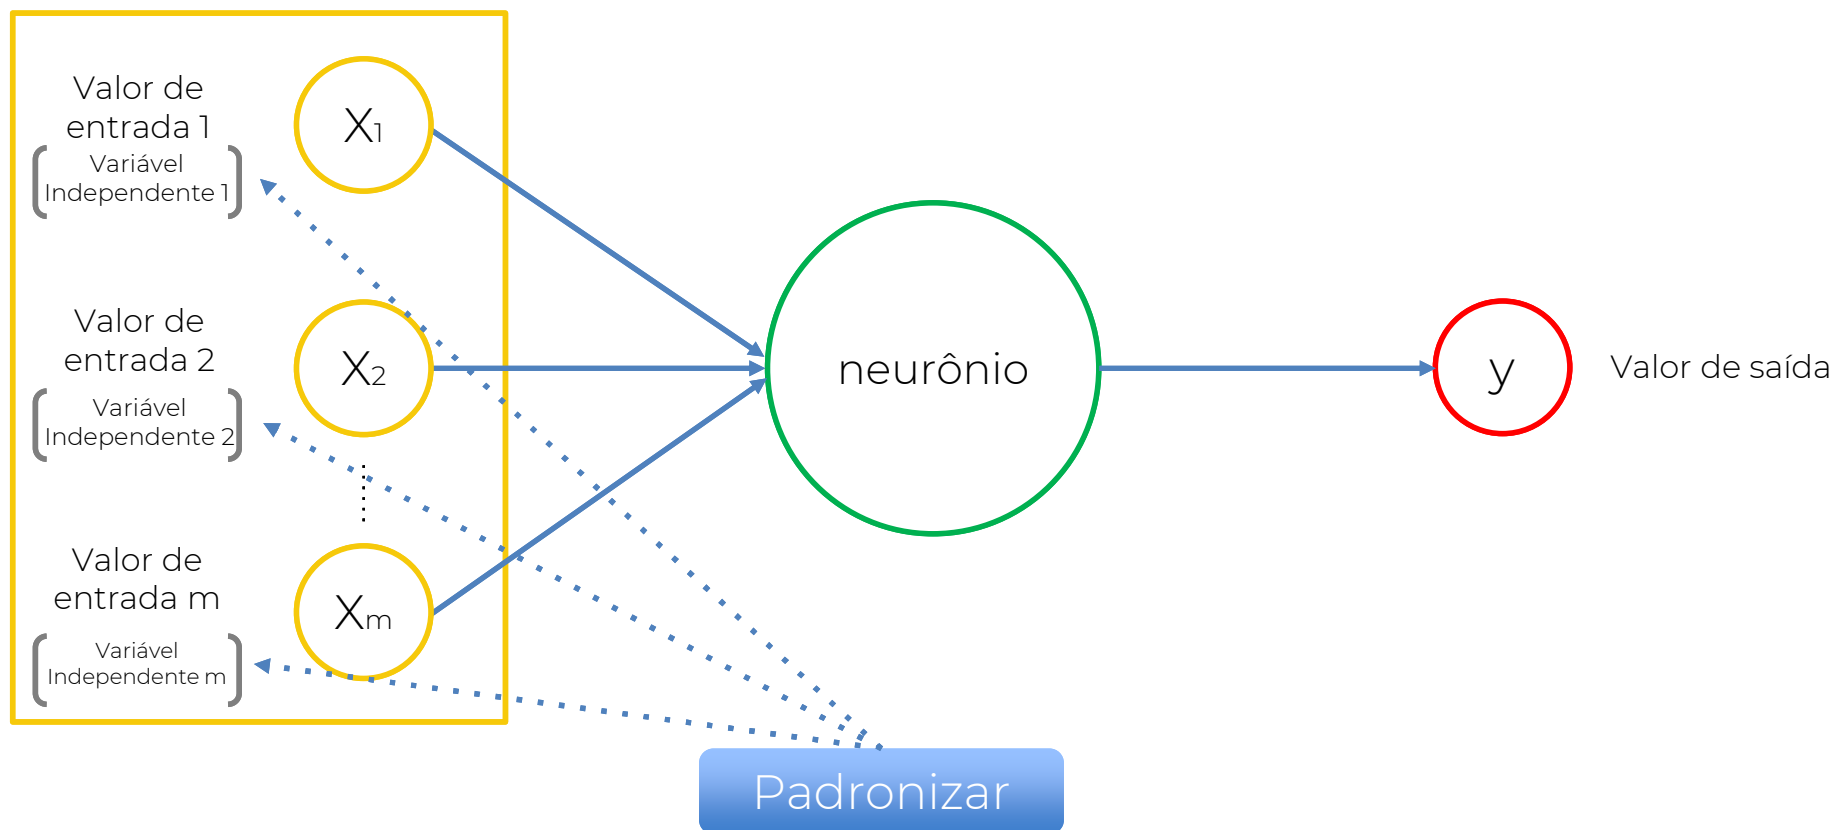 Valor de
entrada 1
Variável
Independente 1
X1
Valor de
entrada 2
Variável
Independente 2
X2
Valor de
entrada m
Variável
Independente m
Xm
neurônio
y
Valor de saída
Padronizar